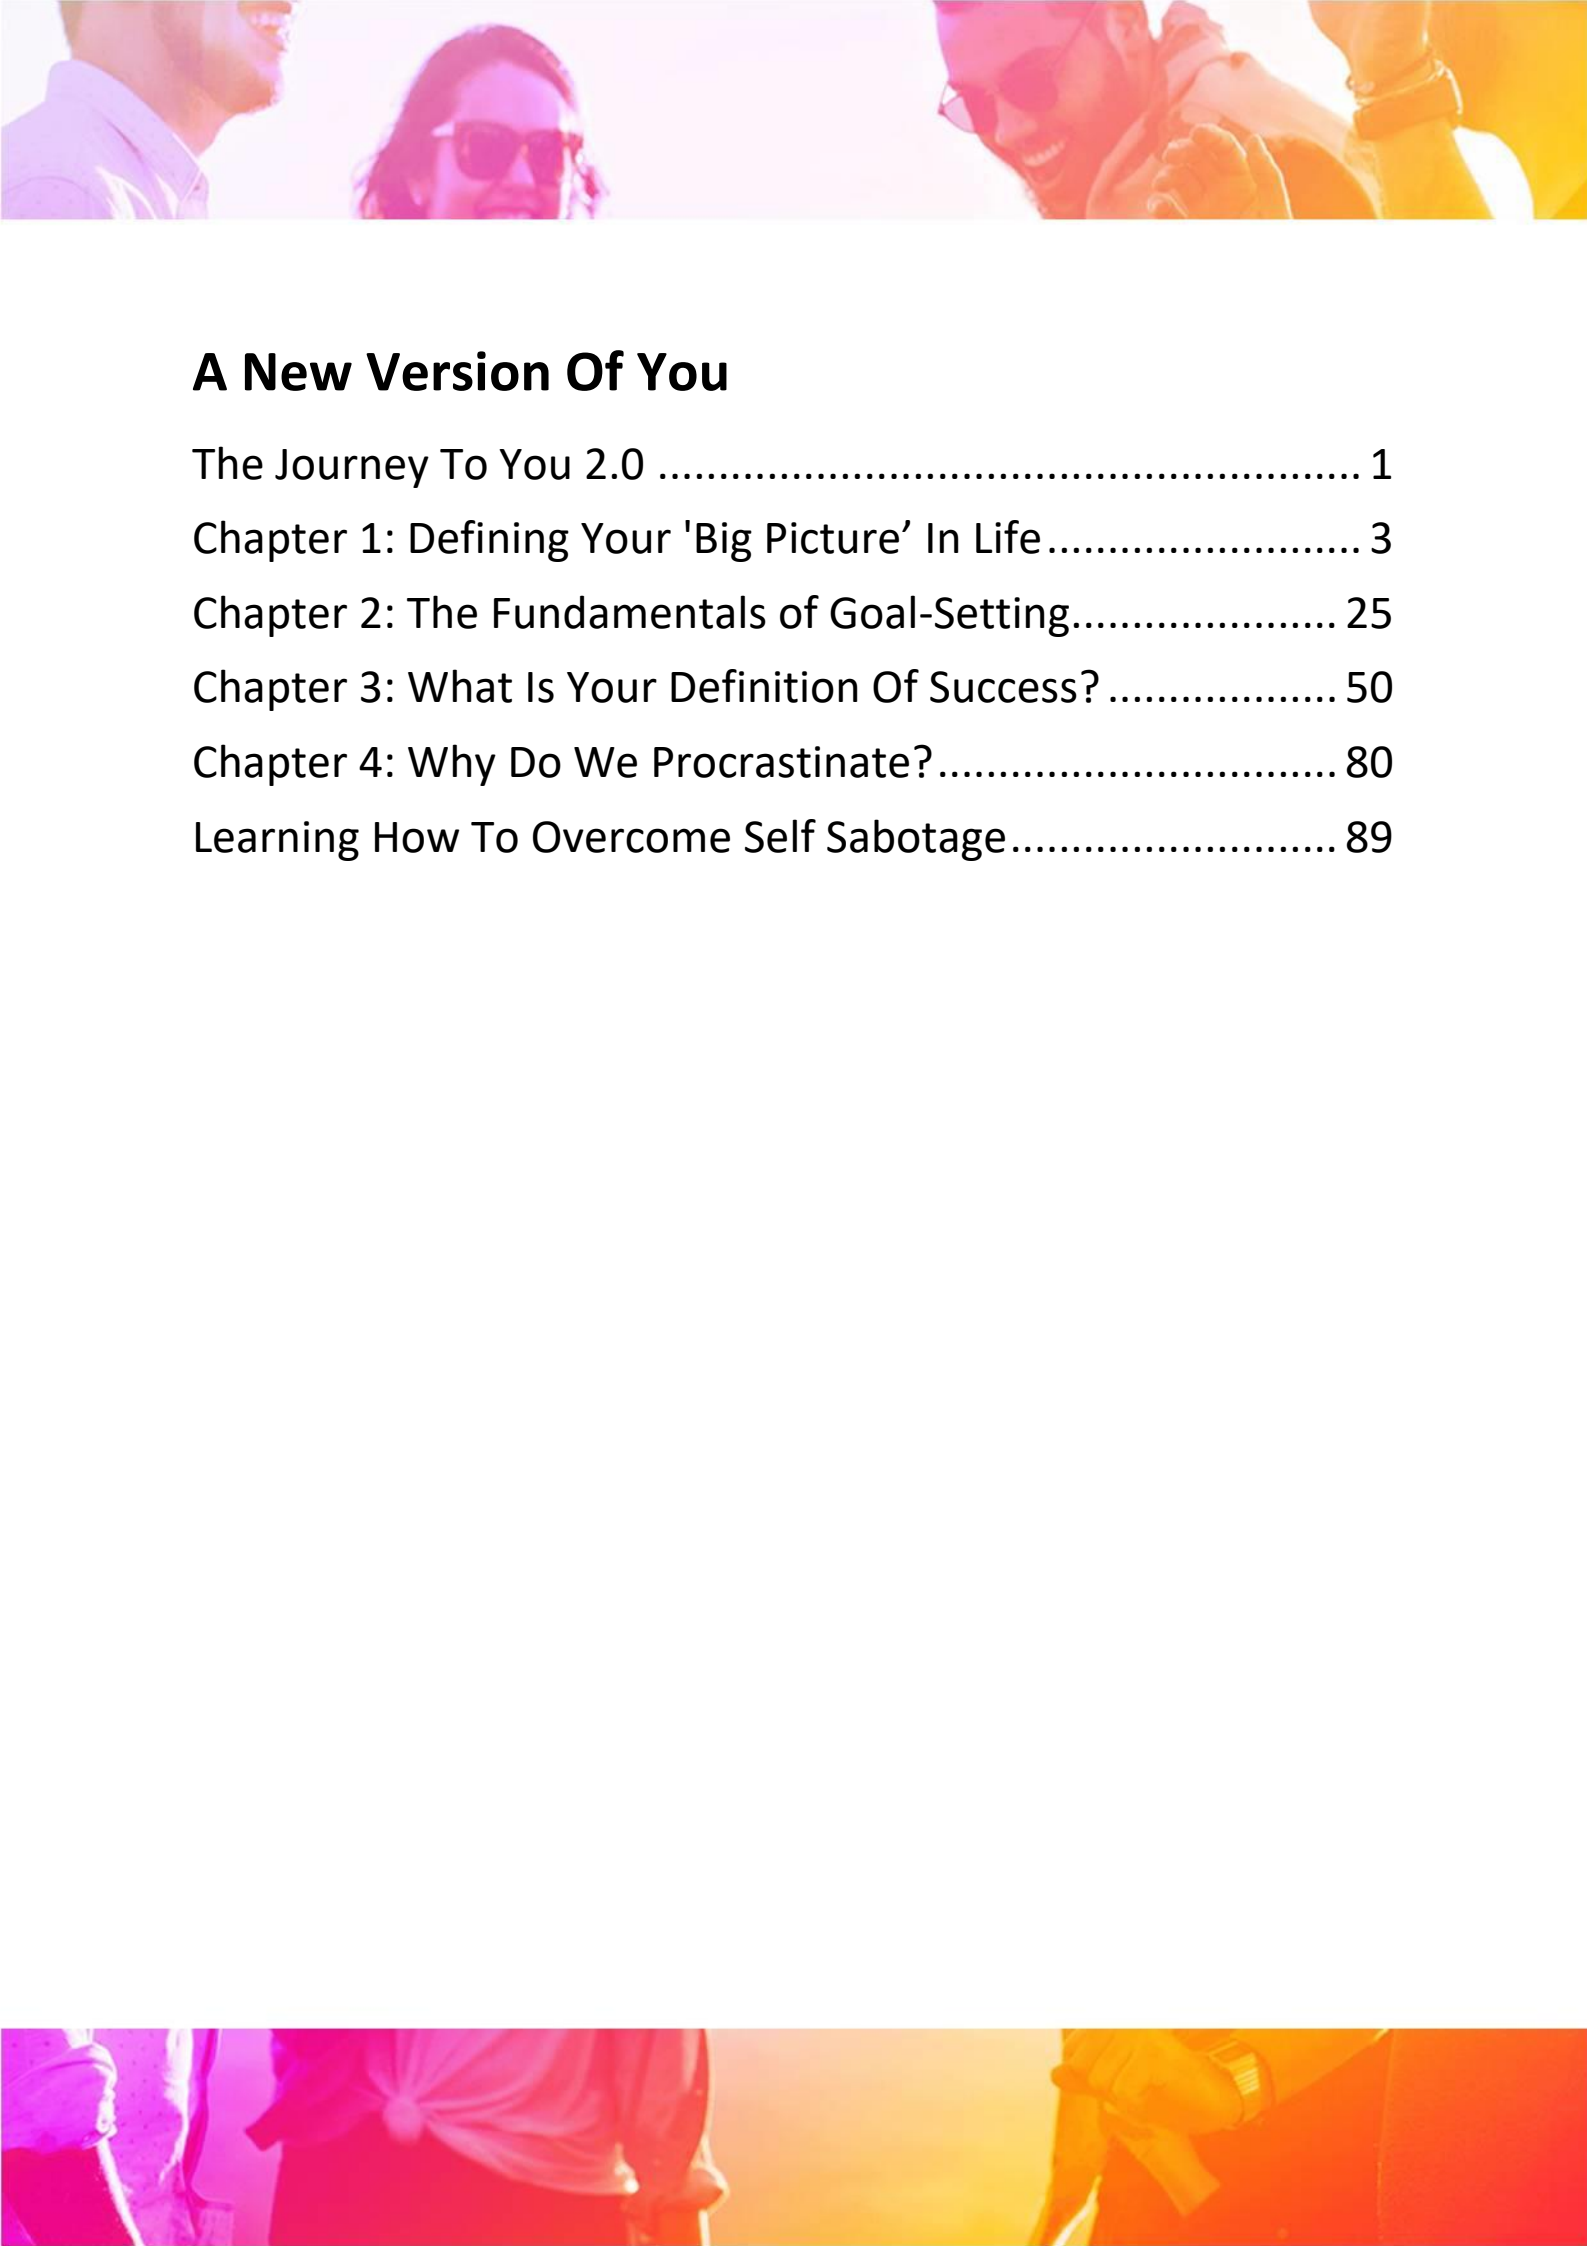 A New Version Of You
The Journey To You 2.0 .......................................................... 1
Chapter 1: Defining Your 'Big Picture’ In Life.......................... 3
Chapter 2: The Fundamentals of Goal-Setting...................... 25
Chapter 3: What Is Your Definition Of Success? ................... 50
Chapter 4: Why Do We Procrastinate?................................. 80
Learning How To Overcome Self Sabotage........................... 89